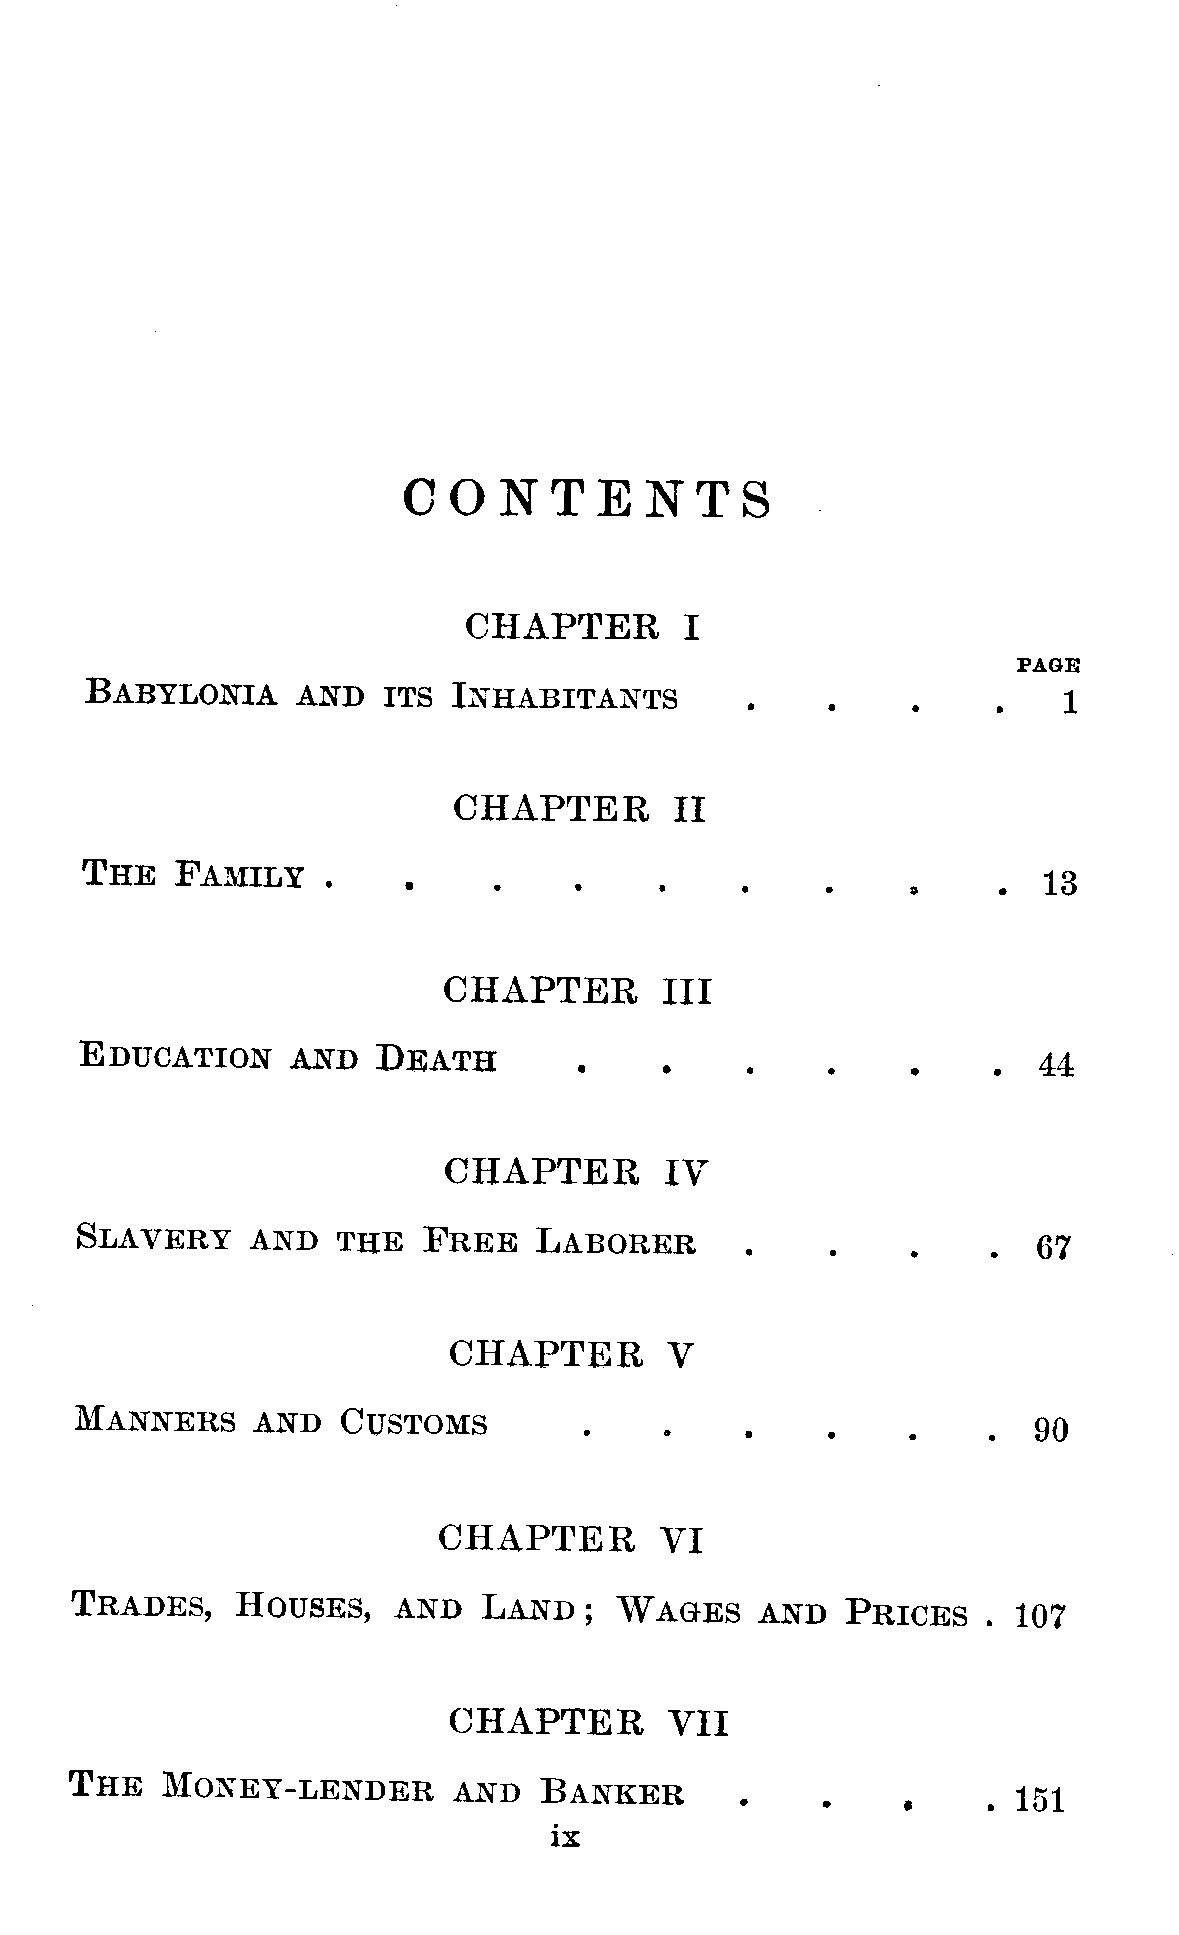 CONTENTS
CHAPTER I
PAGE
BABYLONIA AND ITS INHABITANTS . . . . 1
CHAPTER II
THE FAMILY . . . . . . . . . 13
CHAPTER III
EDUCATION AND DEATH . . . . . . 44
CHAPTER IV
SLAVERY AND THE FREE LABORER . . . . 67
CHAPTER V
MANNERS AND CUSTOMS . . . . . . 90
CHAPTER VI
TRADES, HOUSES, AND LAND; WAGES AND PRICES . 107
CHAPTER VII
THE MONEY-LENDER AND BANKER . . . . 151
ix